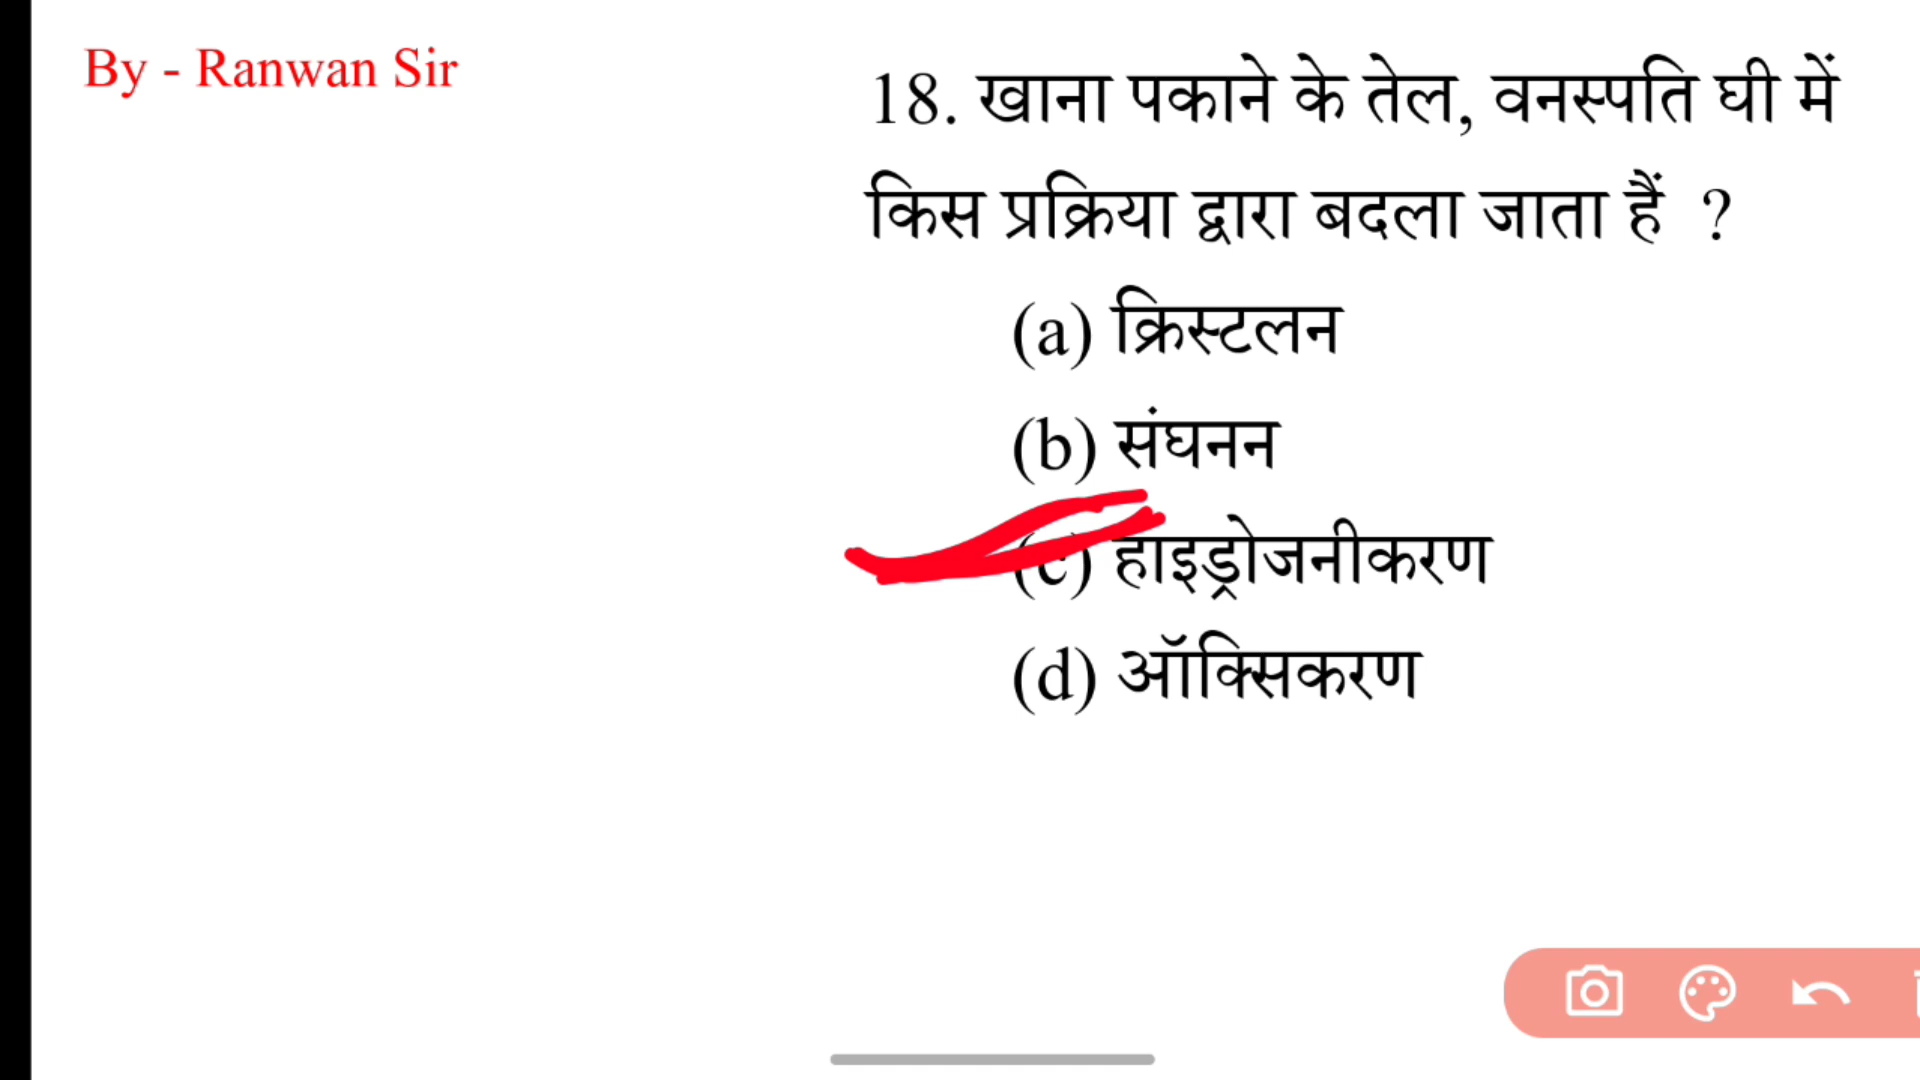 By - Ranwan Sir
18. खाना पकाने के तेल, वनस्पति घी में
किस प्रक्रिया द्वारा बदला जाता हैं ?
(a) क्रिस्टलन
(b) संघनन
(c) हाइड्रोजनीकरण
(d) ऑक्सिकरण